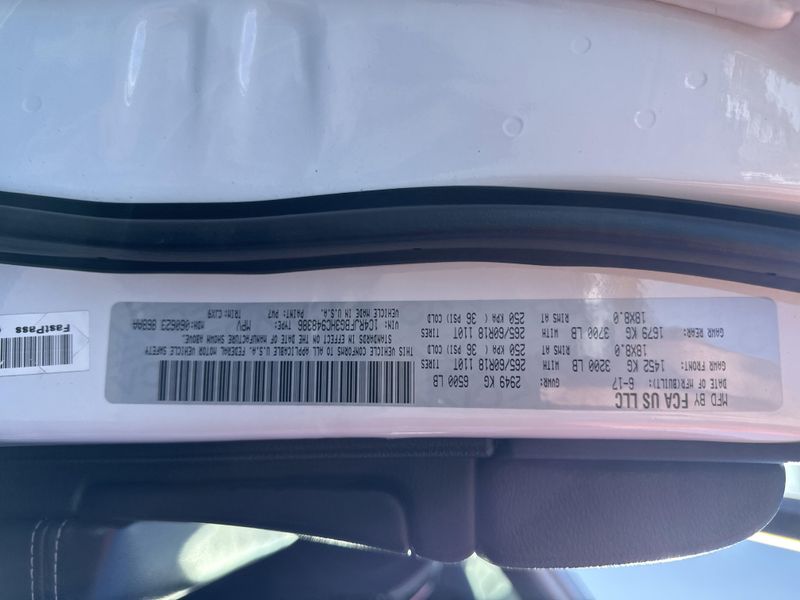 MFD BY FCA US LLC
DATE OF MFR(BUILT): 6-17 GVWR: 2949 KG 6500 LB
GAWR FRONT: 1452 KG 3200 LB WITH 265/60R18 110T TIRES
18X8.0 RIMS AT 250 KPA ( 36 PSI) COLD
GAWR REAR: 1679 KG 3700 LB WITH 265/60R18 110T TIRES
18X8.0 RIMS AT 250 KPA ( 36 PSI) COLD
THIS VEHICLE CONFORMS TO ALL APPLICABLE U.S.A. FEDERAL MOTOR VEHICLE SAFETY
STANDARDS IN EFFECT ON THE DATE OF MANUFACTURE SHOWN ABOVE.
VIN: 1C4RJFBG3HC948386 TYPE: MPV MDH: 060623 868AA
VEHICLE MADE IN U.S.A. PAINT: PW7 TRIM: CJX9
FastPass